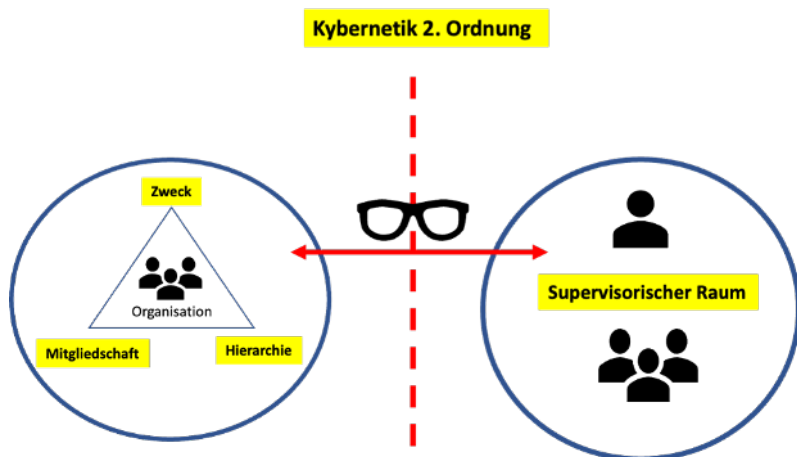 Kybernetik 2. Ordnung
Zweck
Organisation
Mitgliedschaft
Hierarchie
Supervisorischer Raum